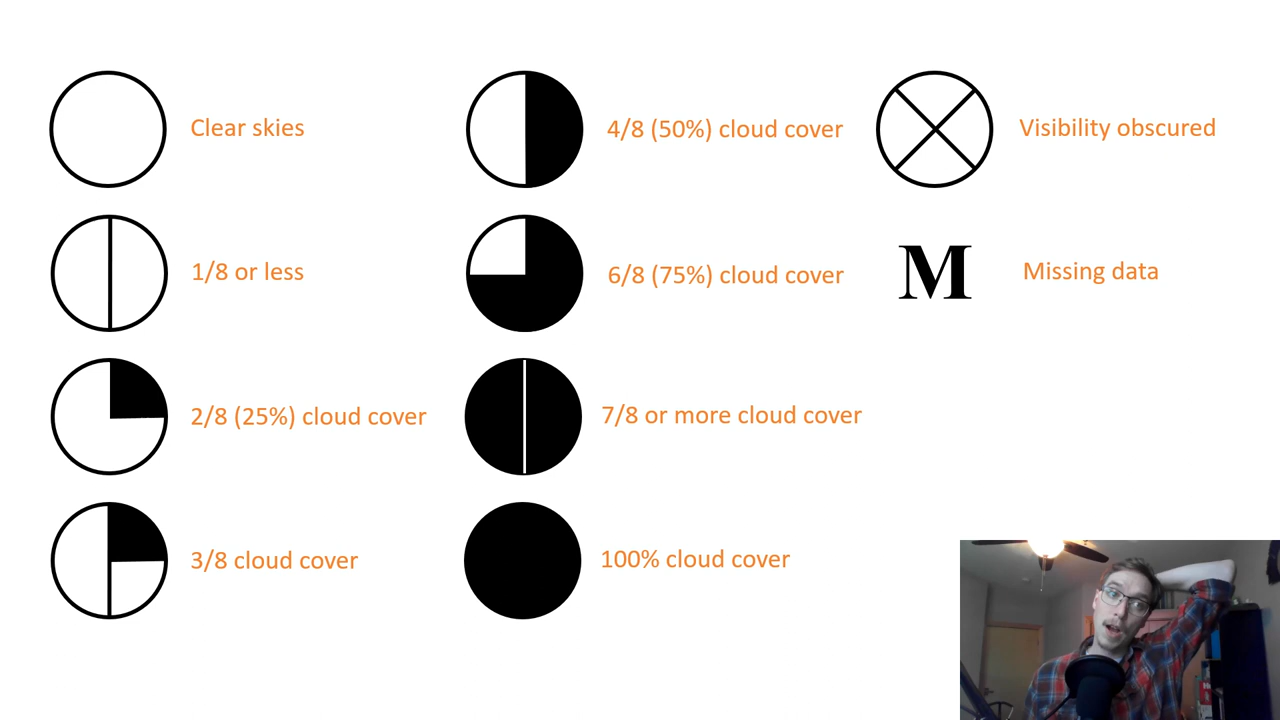 Clear skies
1/8 or less
2/8 (25%) cloud cover
3/8 cloud cover
4/8 (50%) cloud cover
6/8 (75%) cloud cover
7/8 or more cloud cover
100% cloud cover
Visibility obscured
M
Missing data